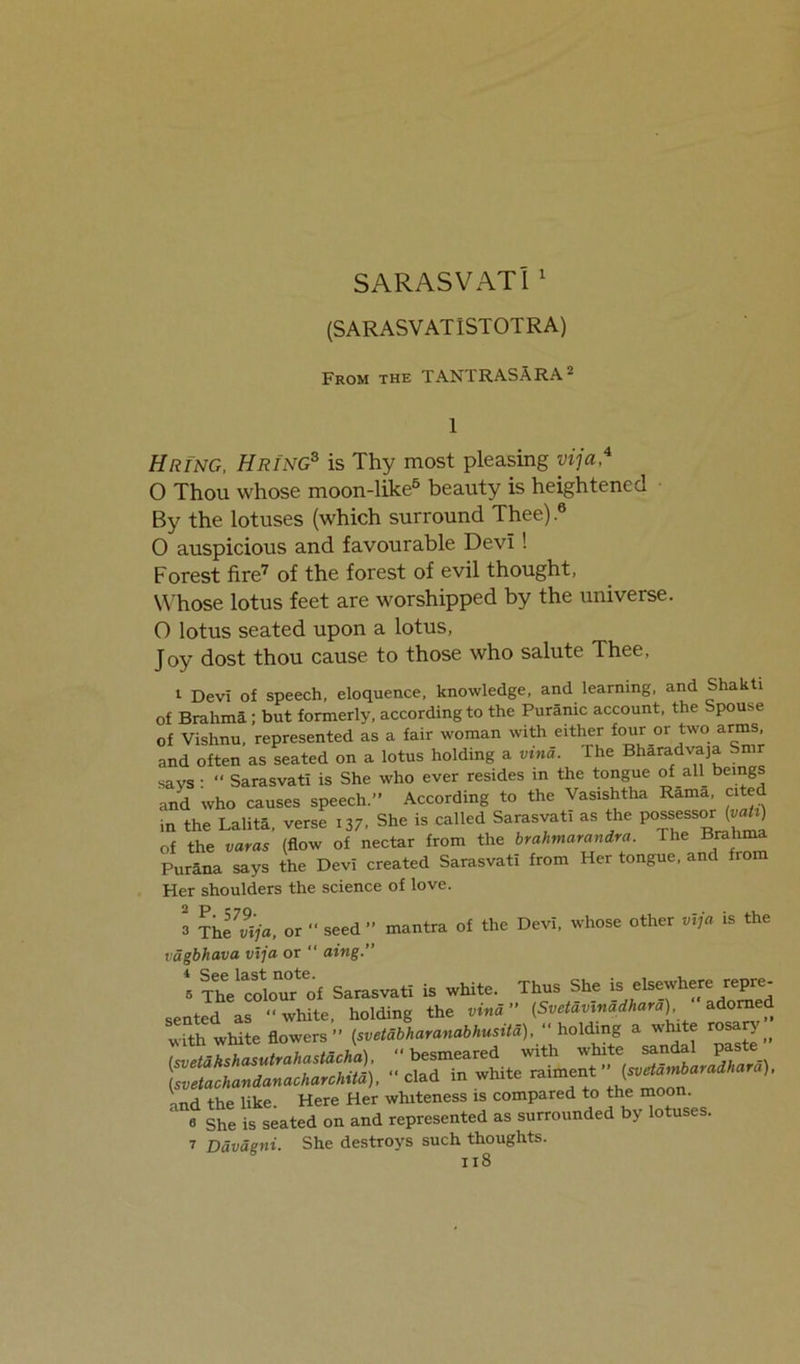 SARASVATĪ ¹
(SARASVATĪSTOTRA)
From the TANTRASĀRA ²
1
Hrīng, Hrīng³ is Thy most pleasing vīja,⁴
O Thou whose moon-like⁵ beauty is heightened
By the lotuses (which surround Thee).⁶
O auspicious and favourable Devī !
Forest fire⁷ of the forest of evil thought,
Whose lotus feet are worshipped by the universe.
O lotus seated upon a lotus,
Joy dost thou cause to those who salute Thee,
¹ Devī of speech, eloquence, knowledge, and learning, and Shakti
of Brahmā ; but formerly, according to the Purānic account, the Spouse
of Vishnu, represented as a fair woman with either four or two arms,
and often as seated on a lotus holding a vīnā. The Bhāradvaja Smr
says : “ Sarasvatī is She who ever resides in the tongue of all beings
and who causes speech.” According to the Vasishtha Rāma, cited
in the Lalitā, verse 137, She is called Sarasvatī as the possessor (vatī)
of the varas (flow of nectar from the brahmarandra. The Brahma
Purāna says the Devī created Sarasvatī from Her tongue, and from
Her shoulders the science of love.
² P. 579.
³ The vīja, or “ seed ” mantra of the Devī, whose other vīja is the
vāgbhava vīja or “ aing.”
⁴ See last note.
⁵ The colour of Sarasvatī is white. Thus She is elsewhere repre-
sented as “ white, holding the vīnā ” (Svetāvīnādharā), “ adorned
with white flowers ” (svetābharanabhusitā), “ holding a white rosary ”
(svetākshasutrahastācha), “ besmeared with white sandal paste ”
(svetachandanacharchitā), “ clad in white raiment ” (svetāmbaradharā),
and the like. Here Her whiteness is compared to the moon.
⁶ She is seated on and represented as surrounded by lotuses.
⁷ Dāvāgni. She destroys such thoughts.
118